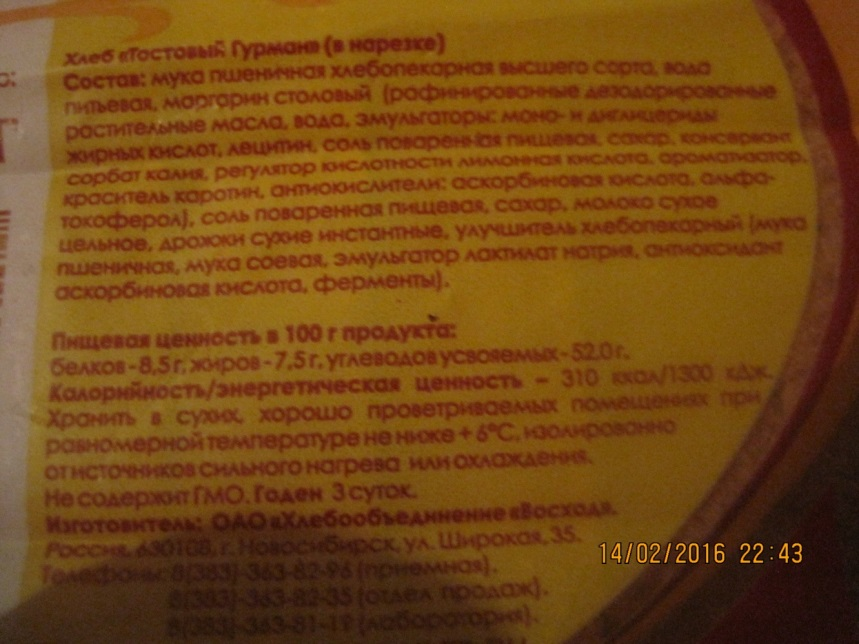 Хлеб «Тостовый Гурман» (в нарезке)
Состав: мука пшеничная хлебопекарная высшего сорта, вода
питьевая, маргарин столовый (рафинированные дезодорированные
растительные масла, вода, эмульгаторы: моно- и диглицериды
жирных кислот, лецитин, соль поваренная пищевая, сахар, консервант
сорбат калия, регулятор кислотности лимонная кислота, ароматизатор,
краситель каротин, антиокислители: аскорбиновая кислота, альфа-
токоферол), соль поваренная пищевая, сахар, молоко сухое
цельное, дрожжи сухие инстантные, улучшитель хлебопекарный (мука
пшеничная, мука соевая, эмульгатор лактилат натрия, антиоксидант
аскорбиновая кислота, ферменты).
Пищевая ценность в 100 г продукта:
белков - 8,5 г, жиров - 7,5 г, углеводов усвояемых - 52,0 г.
Калорийность/энергетическая ценность – 310 ккал/1300 кДж.
Хранить в сухих, хорошо проветриваемых помещениях при
равномерной температуре не ниже + 6°С, изолированно
от источников сильного нагрева или охлаждения.
Не содержит ГМО. Годен 3 суток.
Изготовитель: ОАО «Хлебообъединение «Восход».
Россия, 630108, г. Новосибирск, ул. Широкая, 35.
Телефоны: 8(383)-363-82-96 (приемная).
8(383)-363-82-35 (отдел продаж).
8(383)-363-81-19 (лаборатория).
14/02/2016 22:43